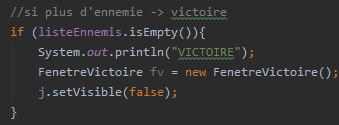 //si plus d'ennemie -> victoire
if (listeEnnemis.isEmpty()){
System.out.println("VICTOIRE");
FenetreVictoire fv = new FenetreVictoire();
j.setVisible(false);
}